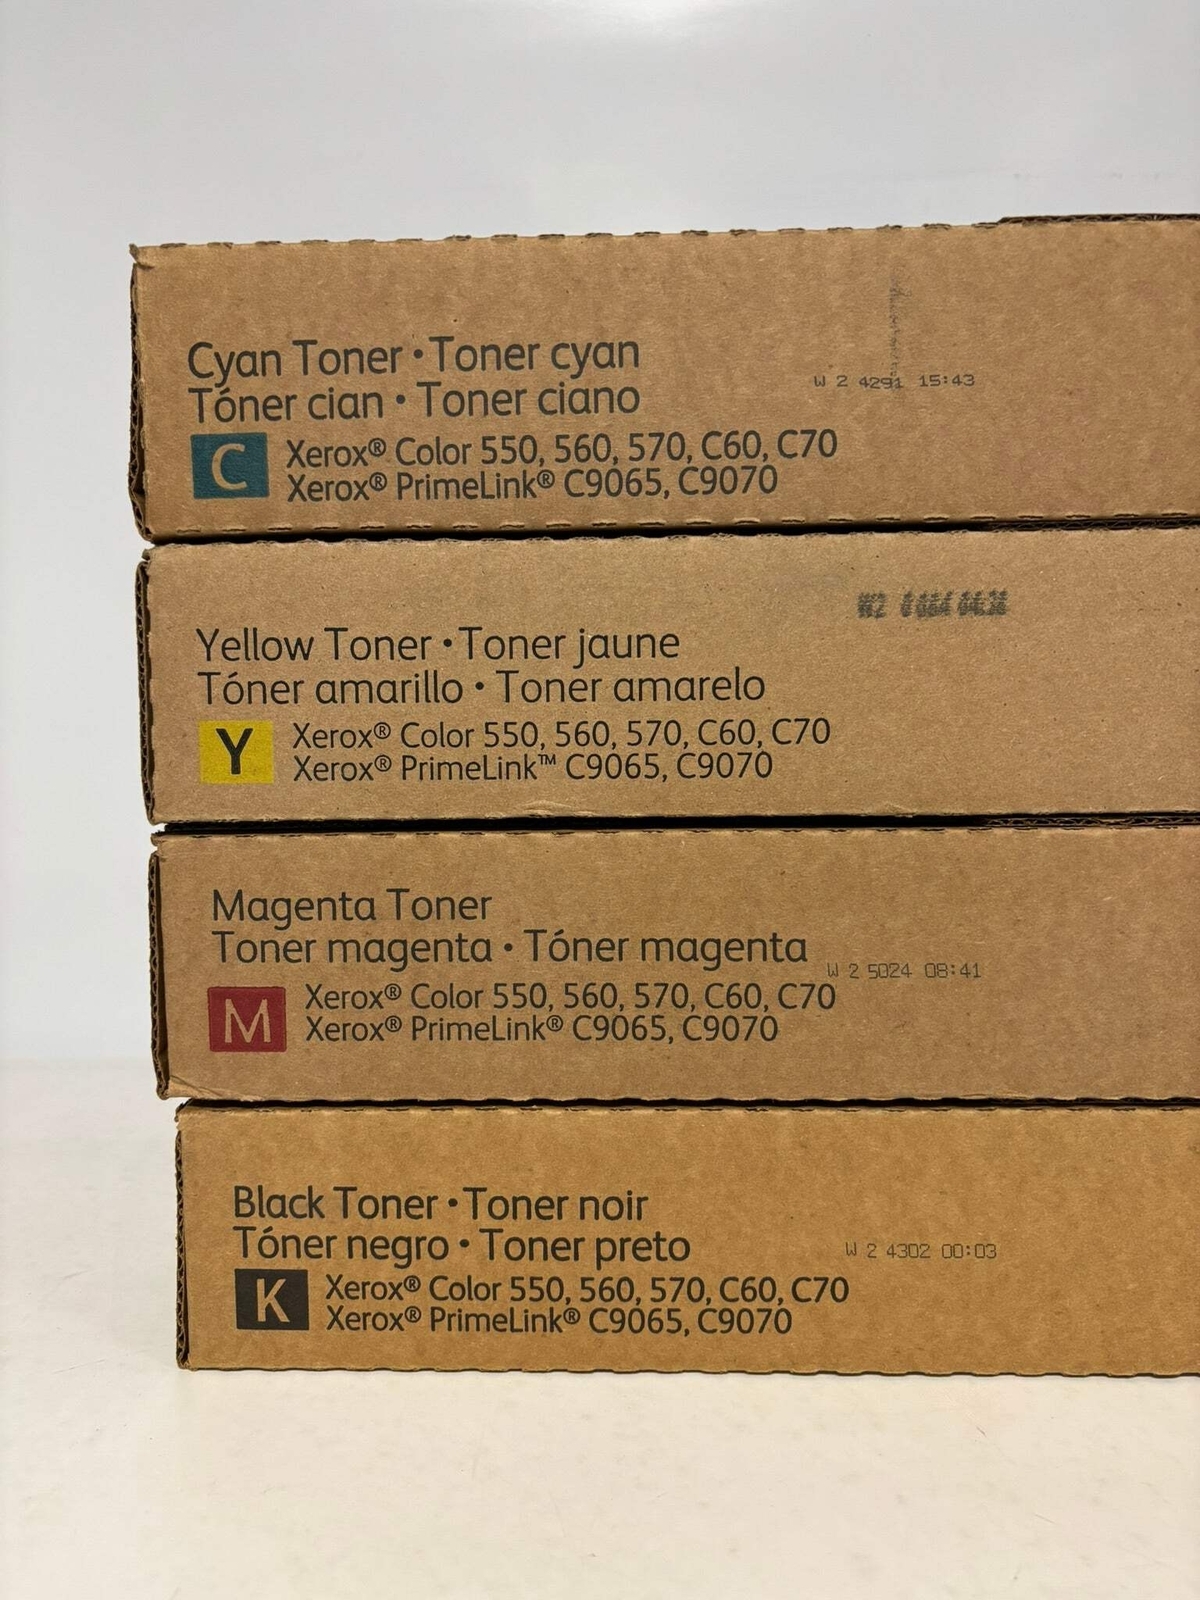 Cyan Toner • Toner cyan
Tóner cian • Toner ciano
C
Xerox® Color 550, 560, 570, C60, C70
Xerox® PrimeLink® C9065, C9070
W 2 4291 15:43
Yellow Toner • Toner jaune
Tóner amarillo • Toner amarelo
Y
Xerox® Color 550, 560, 570, C60, C70
Xerox® PrimeLink™ C9065, C9070
W2
Magenta Toner
Toner magenta • Tóner magenta
M
Xerox® Color 550, 560, 570, C60, C70
Xerox® PrimeLink® C9065, C9070
W 2 5024 08:41
Black Toner • Toner noir
Tóner negro • Toner preto
K
Xerox® Color 550, 560, 570, C60, C70
Xerox® PrimeLink® C9065, C9070
W 2 4302 00:03